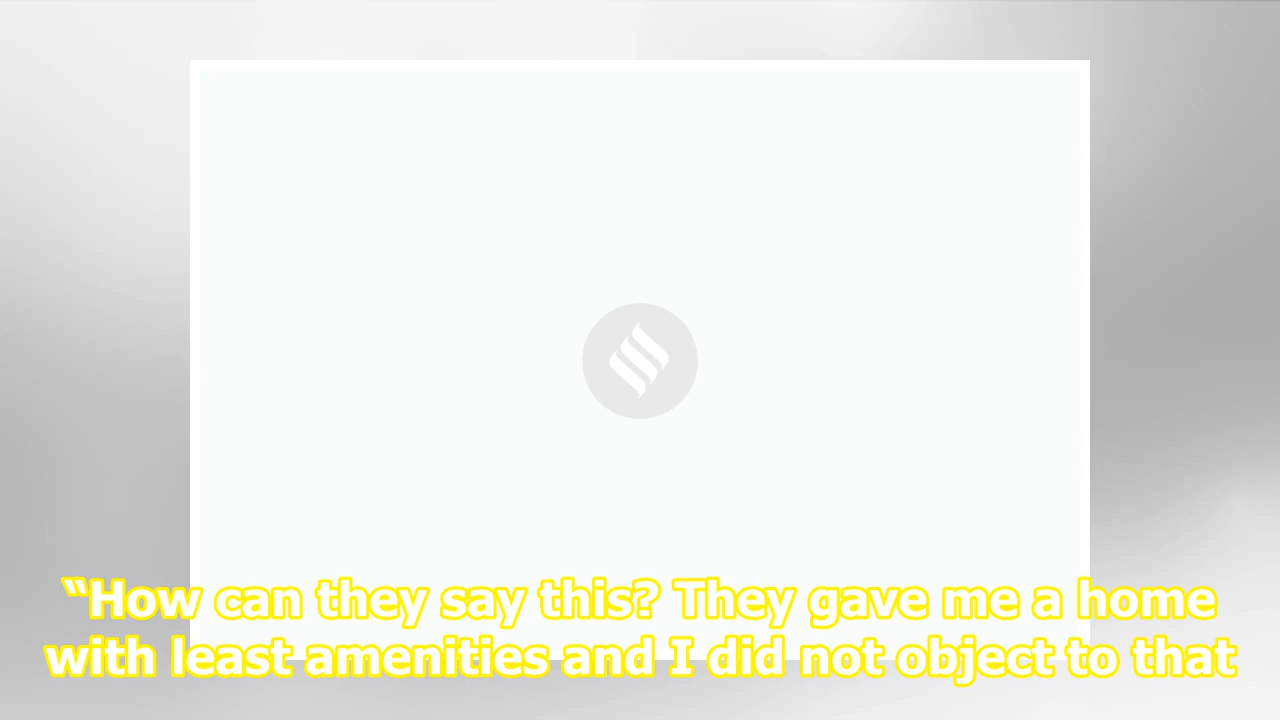 “How can they say this? They gave me a home
with least amenities and I did not object to that